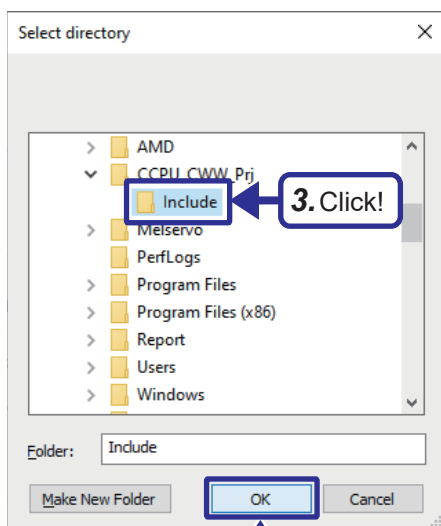 Select directory
AMD
CCPU_CWW_Prj
Include
3. Click!
Melservo
PerfLogs
Program Files
Program Files (x86)
Report
Users
Windows
Folder: Include
Make New Folder OK Cancel